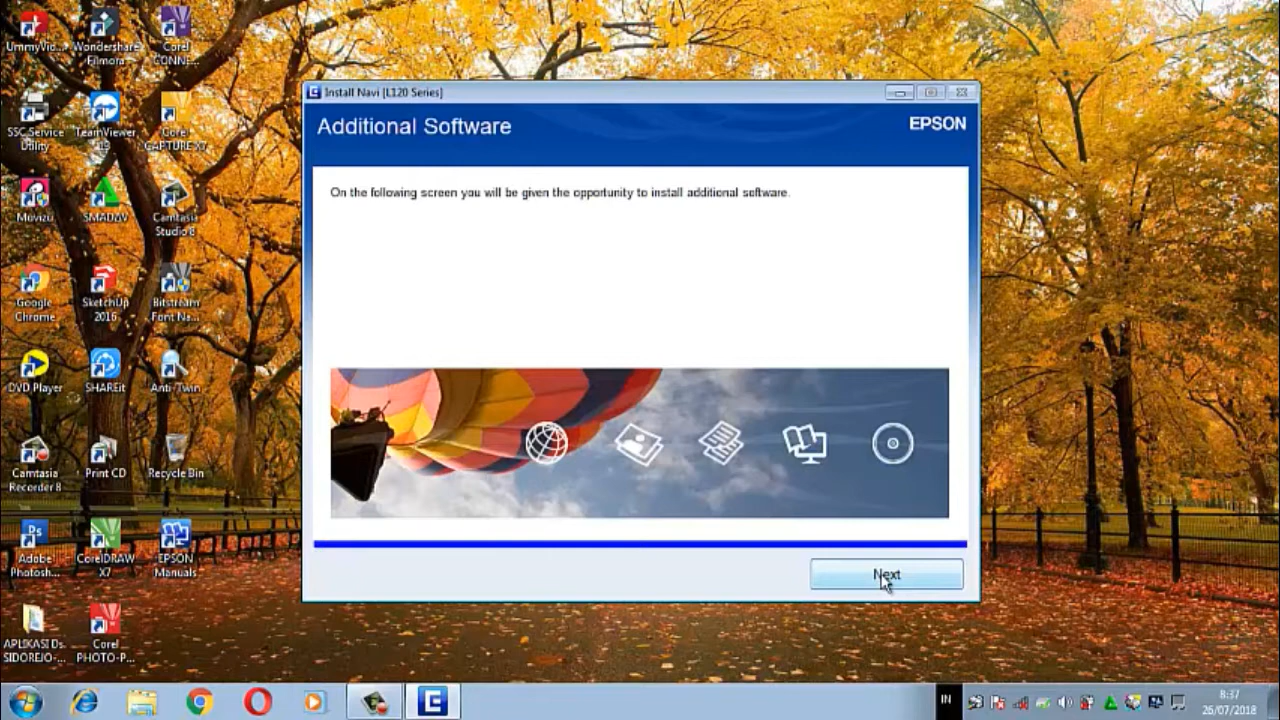 UmmyVid...
Wondershare
Filmora
Corel
CONNE...
Install Navi [L120 Series]
Additional Software
EPSON
SSC Service
Utility
TeamViewer
13
Corel
CAPTURE X7
On the following screen you will be given the opportunity to install additional software.
Movizu
SMADAV
Camtasia
Studio 8
Google
Chrome
SketchUp
2016
Bitstream
Font Na...
DVD Player
SHAREit
Anti-Twin
Camtasia
Recorder 8
Print CD
Recycle Bin
Ps
Adobe
Photosh...
CorelDRAW
X7
EPSON
Manuals
Next
APLIKASI Ds.
SIDOREJO-...
Corel
PHOTO-P...
IN
8:37
26/07/2018